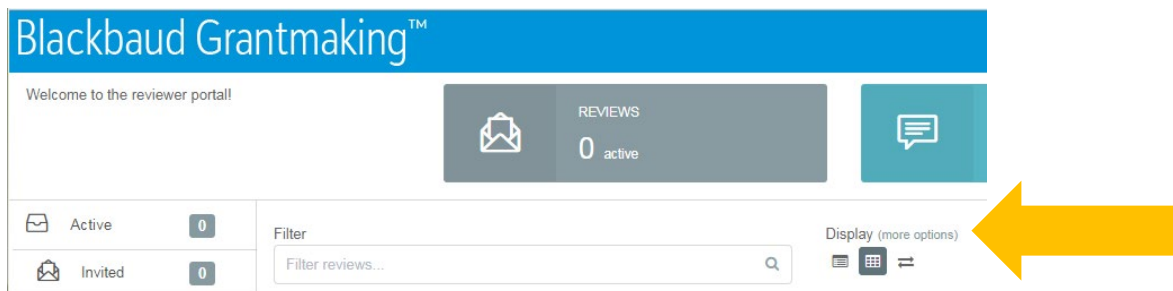 Blackbaud Grantmaking™
Welcome to the reviewer portal!
REVIEWS
0 active
Active 0
Invited 0
Filter
Filter reviews...
Display (more options)